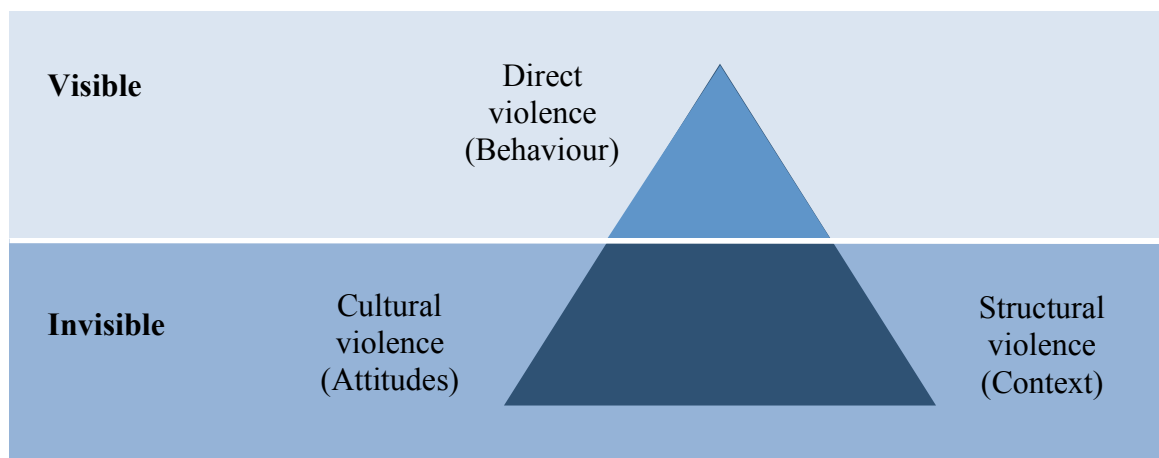 Visible
Direct
violence
(Behaviour)
Invisible
Cultural
violence
(Attitudes)
Structural
violence
(Context)